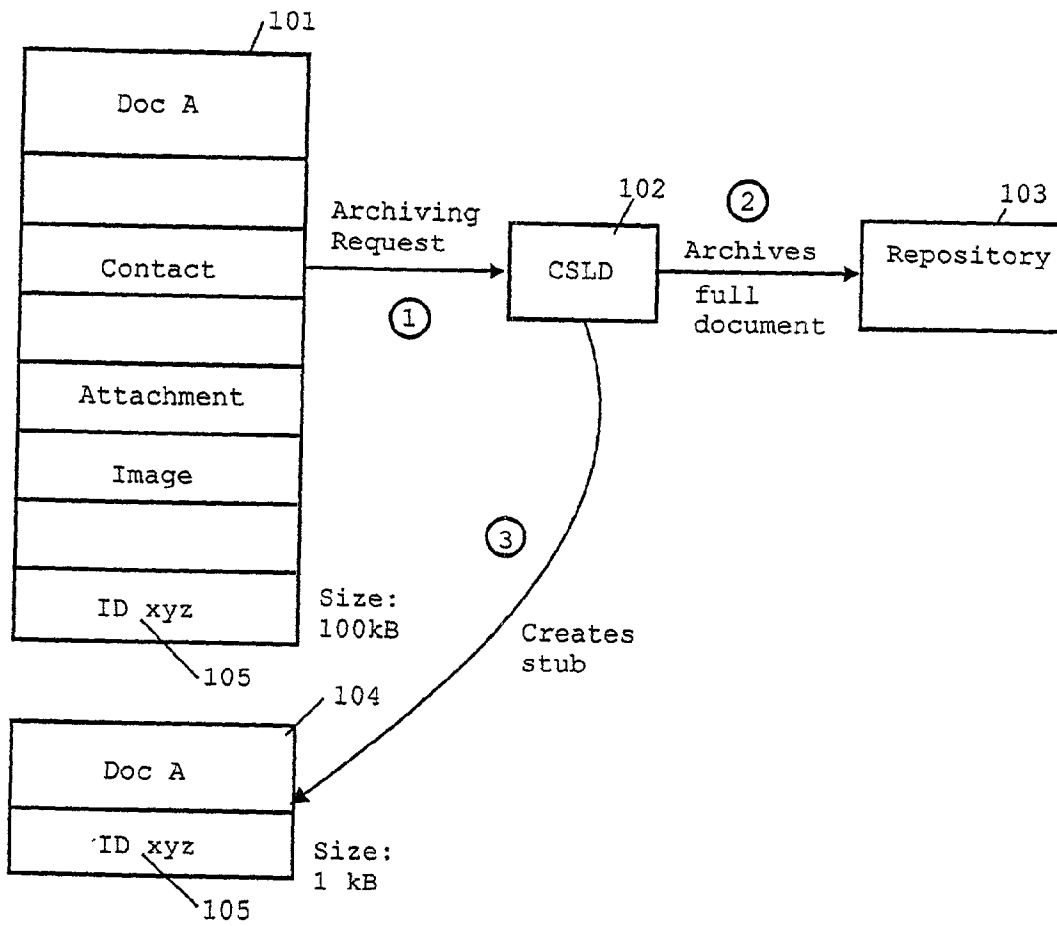 101
Doc A
Contact
Attachment
Image
ID xyz
Size:
100kB
105
Archiving
Request
1
102
CSLD
2
Archives
full
document
103
Repository
3
Creates
stub
104
Doc A
ID xyz
Size:
1 kB
105